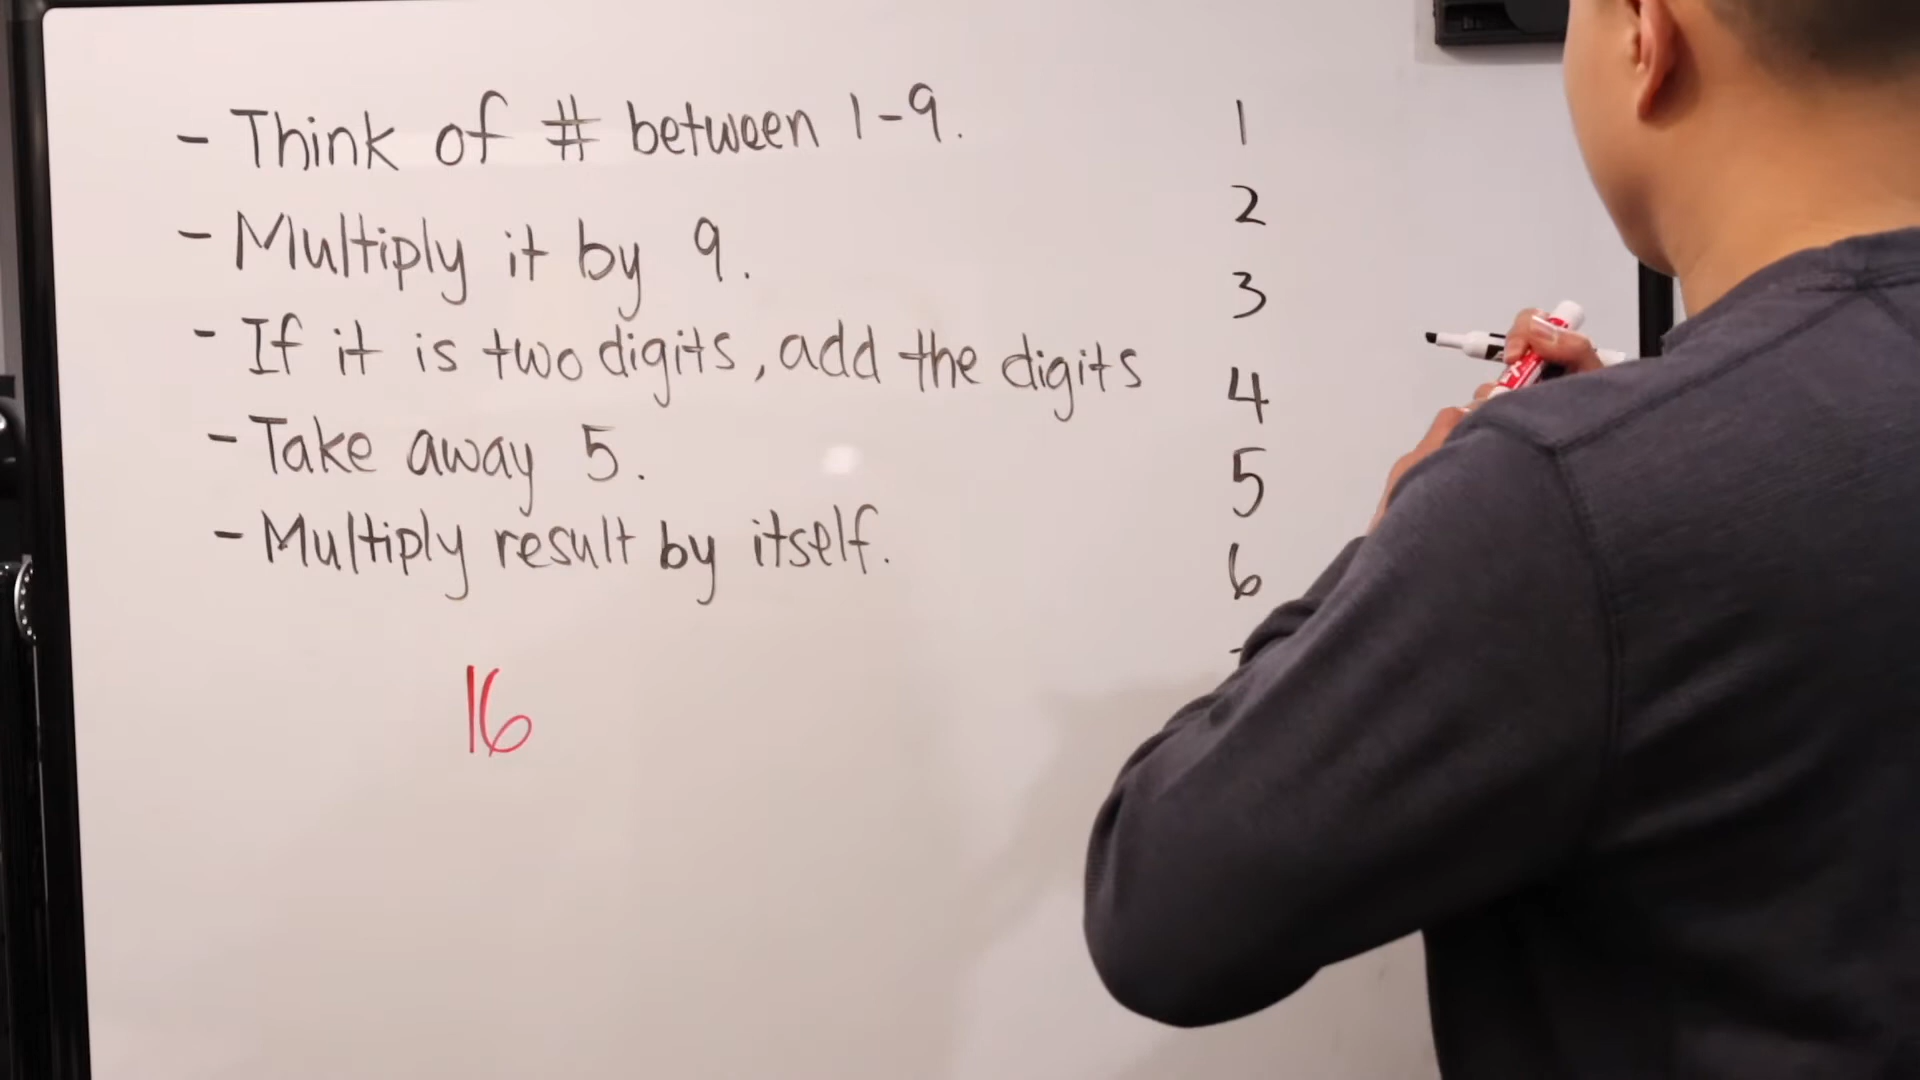 - Think of # between 1-9.
- Multiply it by 9.
- If it is two digits, add the digits
- Take away 5.
- Multiply result by itself.
16
1
2
3
4
5
6